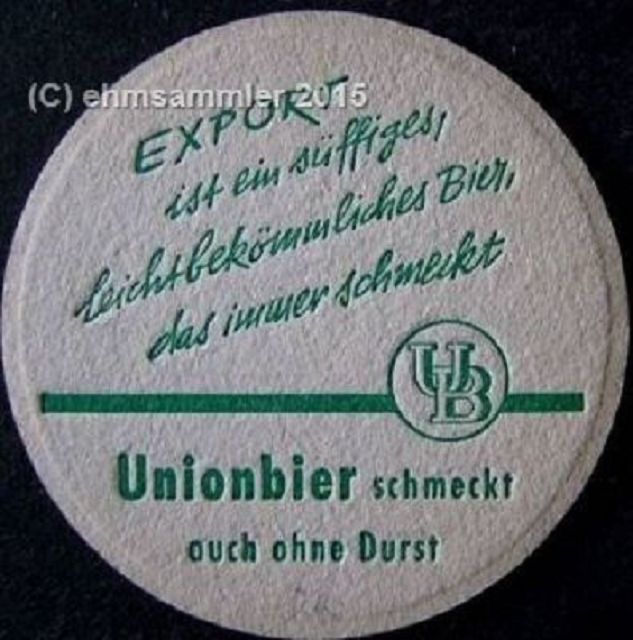 (C) ehmsammler 2015
EXPORT
ist ein süffiges,
leichtbekömmliches Bier,
das immer schmeckt
UB
Unionbier schmeckt
auch ohne Durst